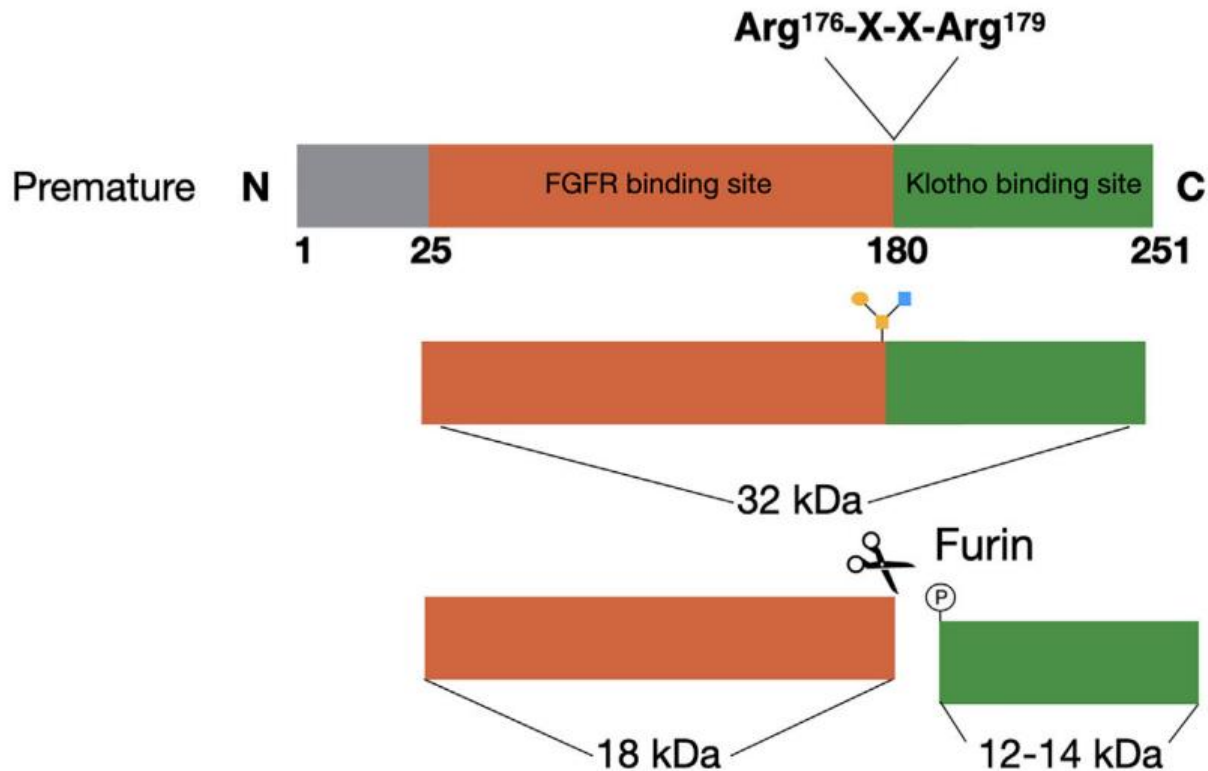 Arg¹⁷⁶-X-X-Arg¹⁷⁹
Premature N FGFR binding site Klotho binding site C
1 25 180 251
32 kDa
Furin
P
18 kDa 12-14 kDa